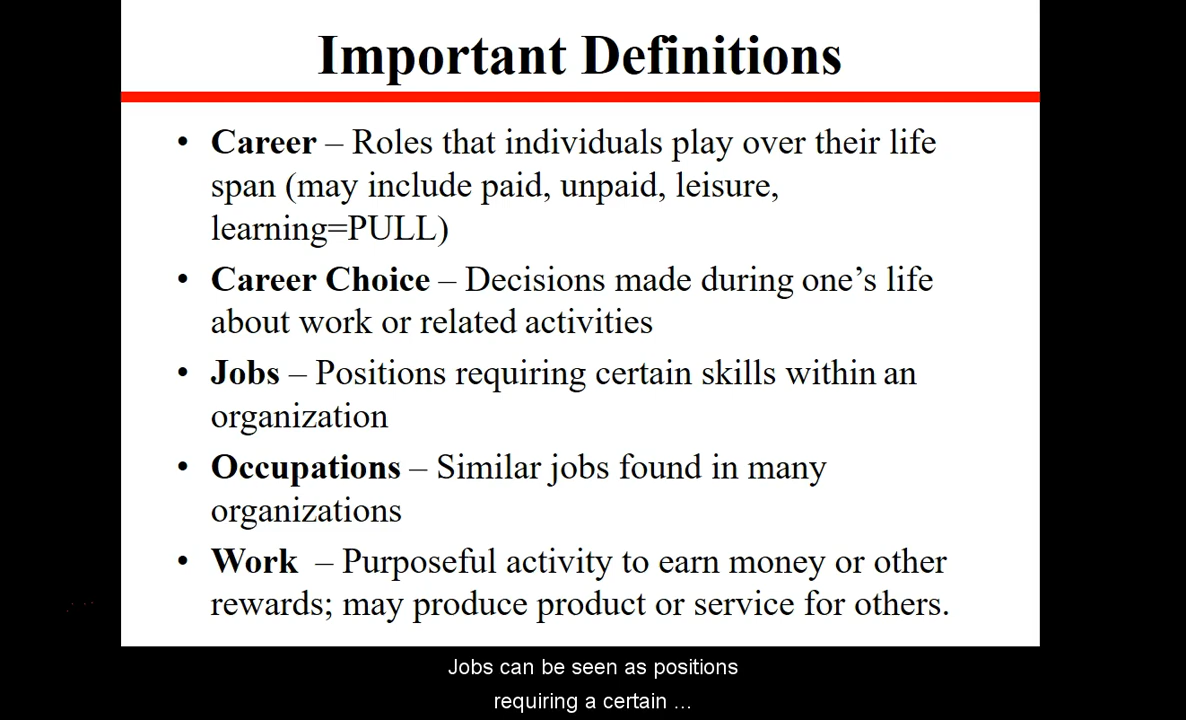 Important Definitions
• Career – Roles that individuals play over their life
span (may include paid, unpaid, leisure,
learning=PULL)
• Career Choice – Decisions made during one’s life
about work or related activities
• Jobs – Positions requiring certain skills within an
organization
• Occupations – Similar jobs found in many
organizations
• Work – Purposeful activity to earn money or other
rewards; may produce product or service for others.
Jobs can be seen as positions
requiring a certain ...